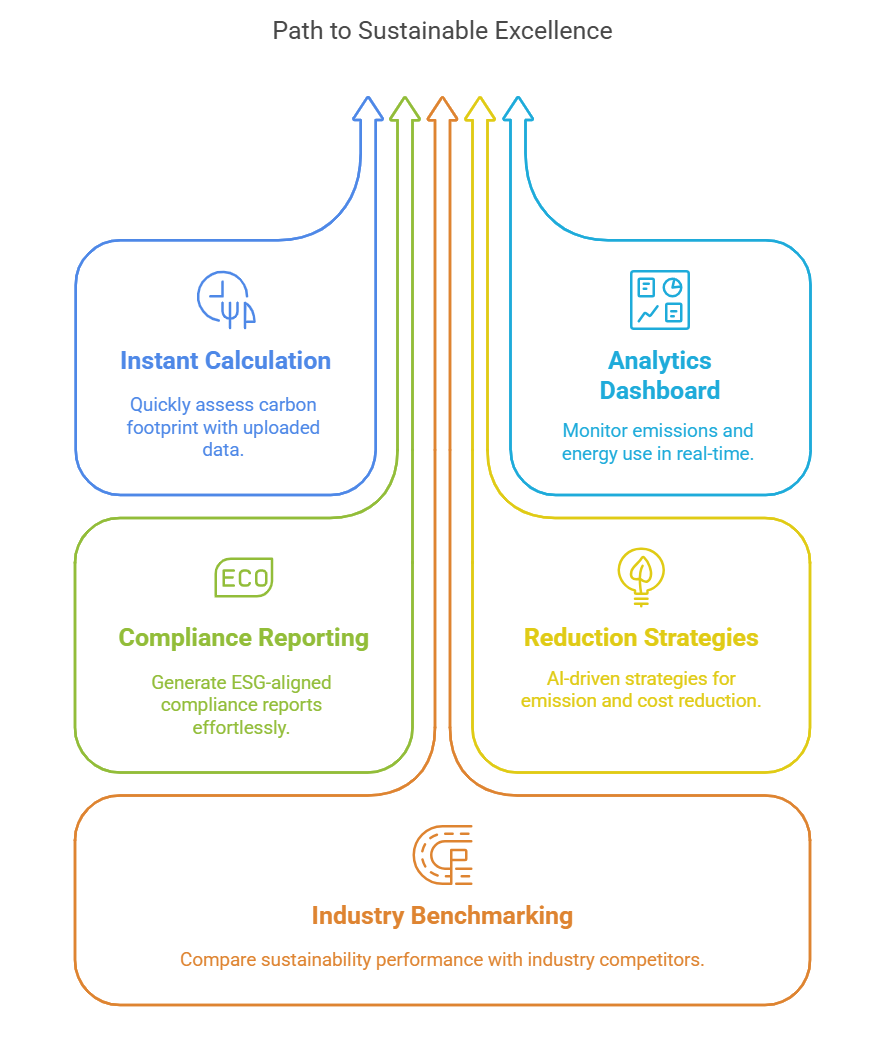 Path to Sustainable Excellence
Instant Calculation
Quickly assess carbon
footprint with uploaded
data.
Analytics
Dashboard
Monitor emissions and
energy use in real-time.
ECO
Compliance Reporting
Generate ESG-aligned
compliance reports
effortlessly.
Reduction Strategies
AI-driven strategies for
emission and cost reduction.
Industry Benchmarking
Compare sustainability performance with industry competitors.